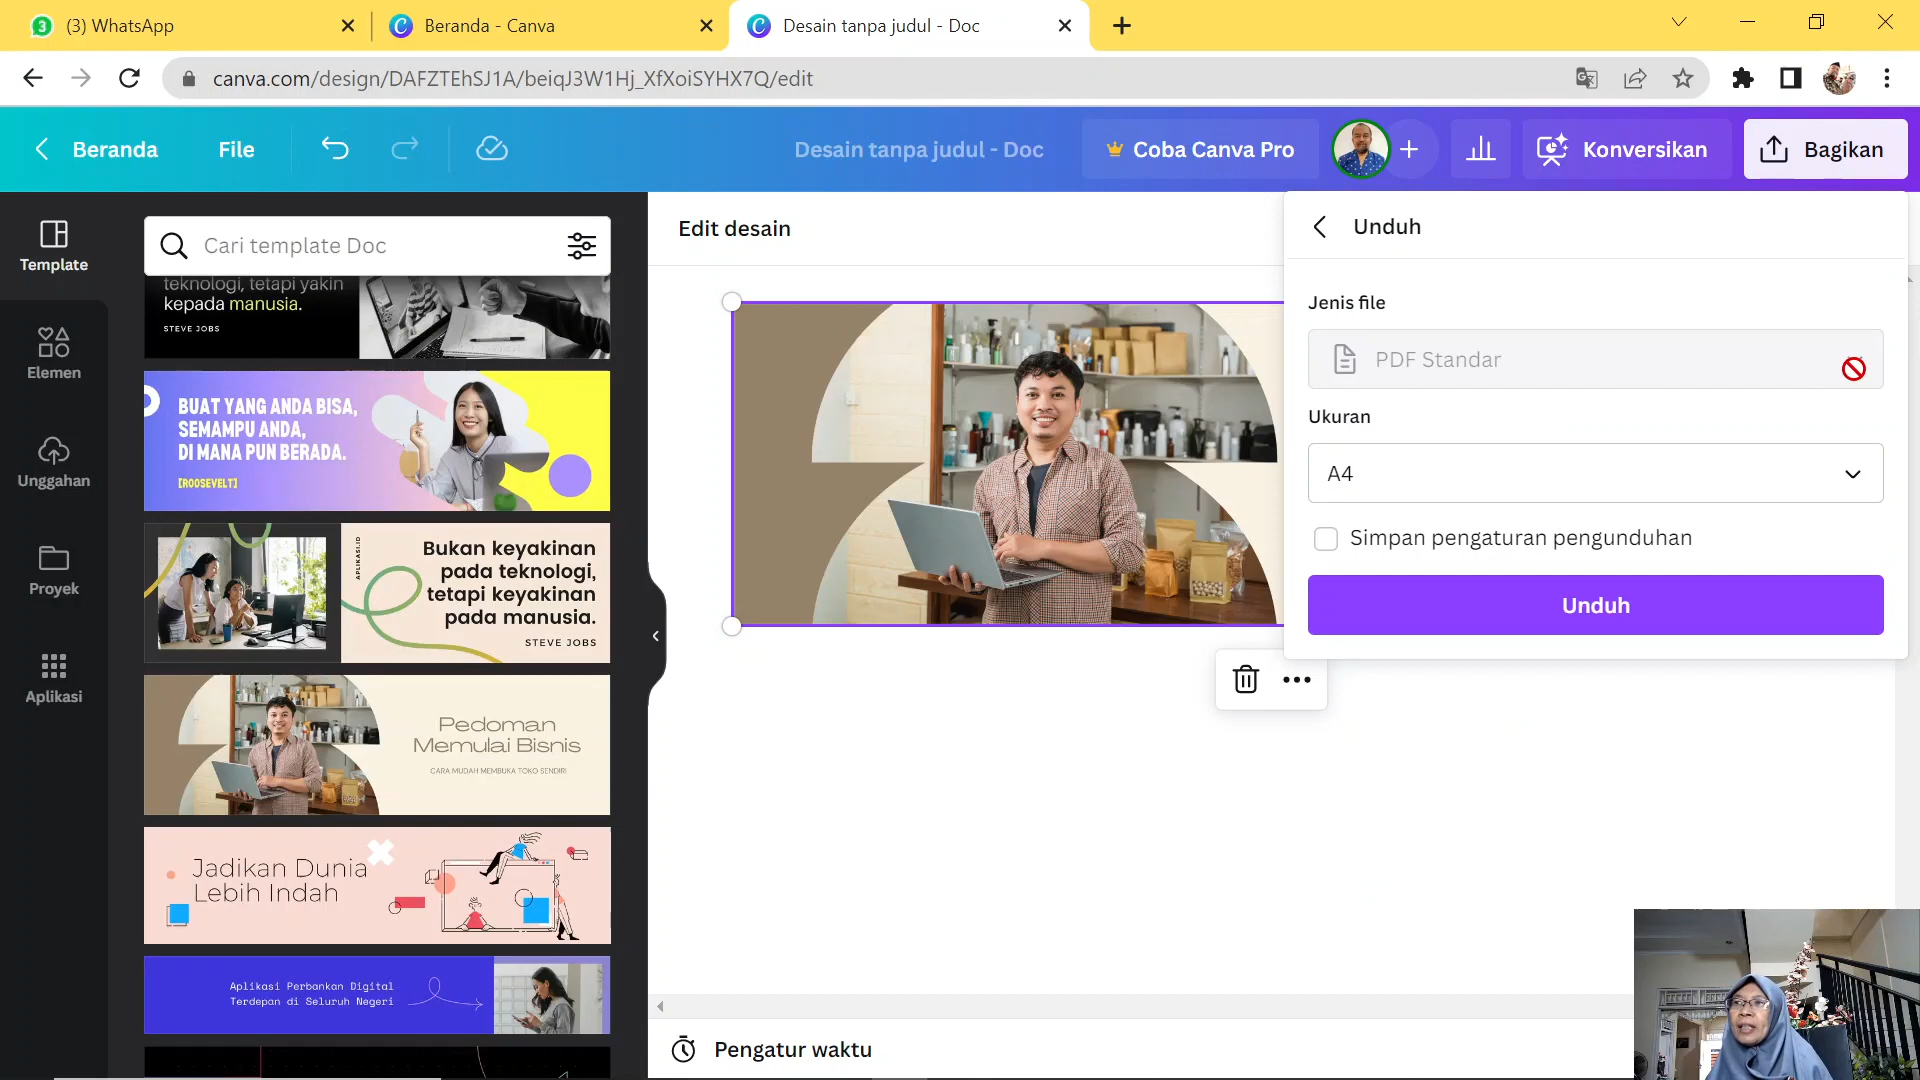 3
(3) WhatsApp
Beranda - Canva
Desain tanpa judul - Doc
canva.com/design/DAFZTEhSJ1A/beiqJ3W1Hj_XfXoiSYHX7Q/edit
Beranda
File
Desain tanpa judul - Doc
Coba Canva Pro
Konversikan
Bagikan
Template
Elemen
Unggahan
Proyek
Aplikasi
Cari template Doc
teknologi, tetapi yakin
kepada manusia.
STEVE JOBS
BUAT YANG ANDA BISA,
SEMAMPU ANDA,
DI MANA PUN BERADA.
[ROOSEVELT]
APLIKASI.ID
Bukan keyakinan
pada teknologi,
tetapi keyakinan
pada manusia.
STEVE JOBS
Pedoman
Memulai Bisnis
CARA MUDAH MEMBUKA TOKO SENDIRI
Jadikan Dunia
Lebih Indah
Aplikasi Perbankan Digital
Terdepan di Seluruh Negeri
Edit desain
Unduh
Jenis file
PDF Standar
Ukuran
A4
Simpan pengaturan pengunduhan
Unduh
Pengatur waktu